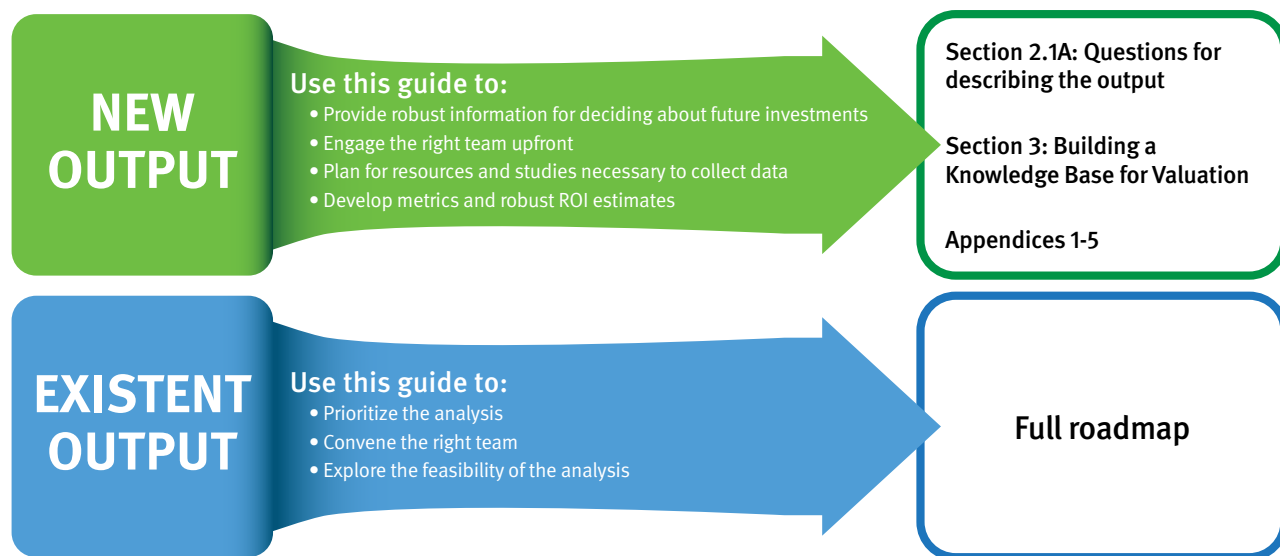 NEW
OUTPUT
Use this guide to:
• Provide robust information for deciding about future investments
• Engage the right team upfront
• Plan for resources and studies necessary to collect data
• Develop metrics and robust ROI estimates
Section 2.1A: Questions for
describing the output
Section 3: Building a
Knowledge Base for Valuation
Appendices 1-5
EXISTENT
OUTPUT
Use this guide to:
• Prioritize the analysis
• Convene the right team
• Explore the feasibility of the analysis
Full roadmap